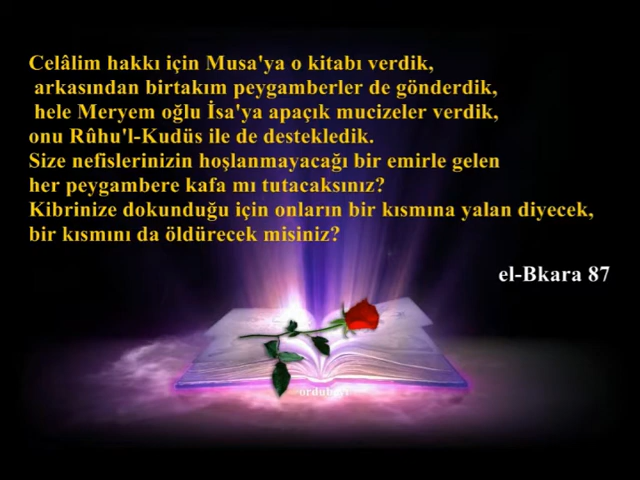 Celâlim hakkı için Musa'ya o kitabı verdik,
arkasından birtakım peygamberler de gönderdik,
hele Meryem oğlu İsa'ya apaçık mucizeler verdik,
onu Rûhu'l-Kudüs ile de destekledik.
Size nefislerinizin hoşlanmayacağı bir emirle gelen
her peygambere kafa mı tutacaksınız?
Kibrinize dokunduğu için onların bir kısmına yalan diyecek,
bir kısmını da öldürecek misiniz?
el-Bkara 87